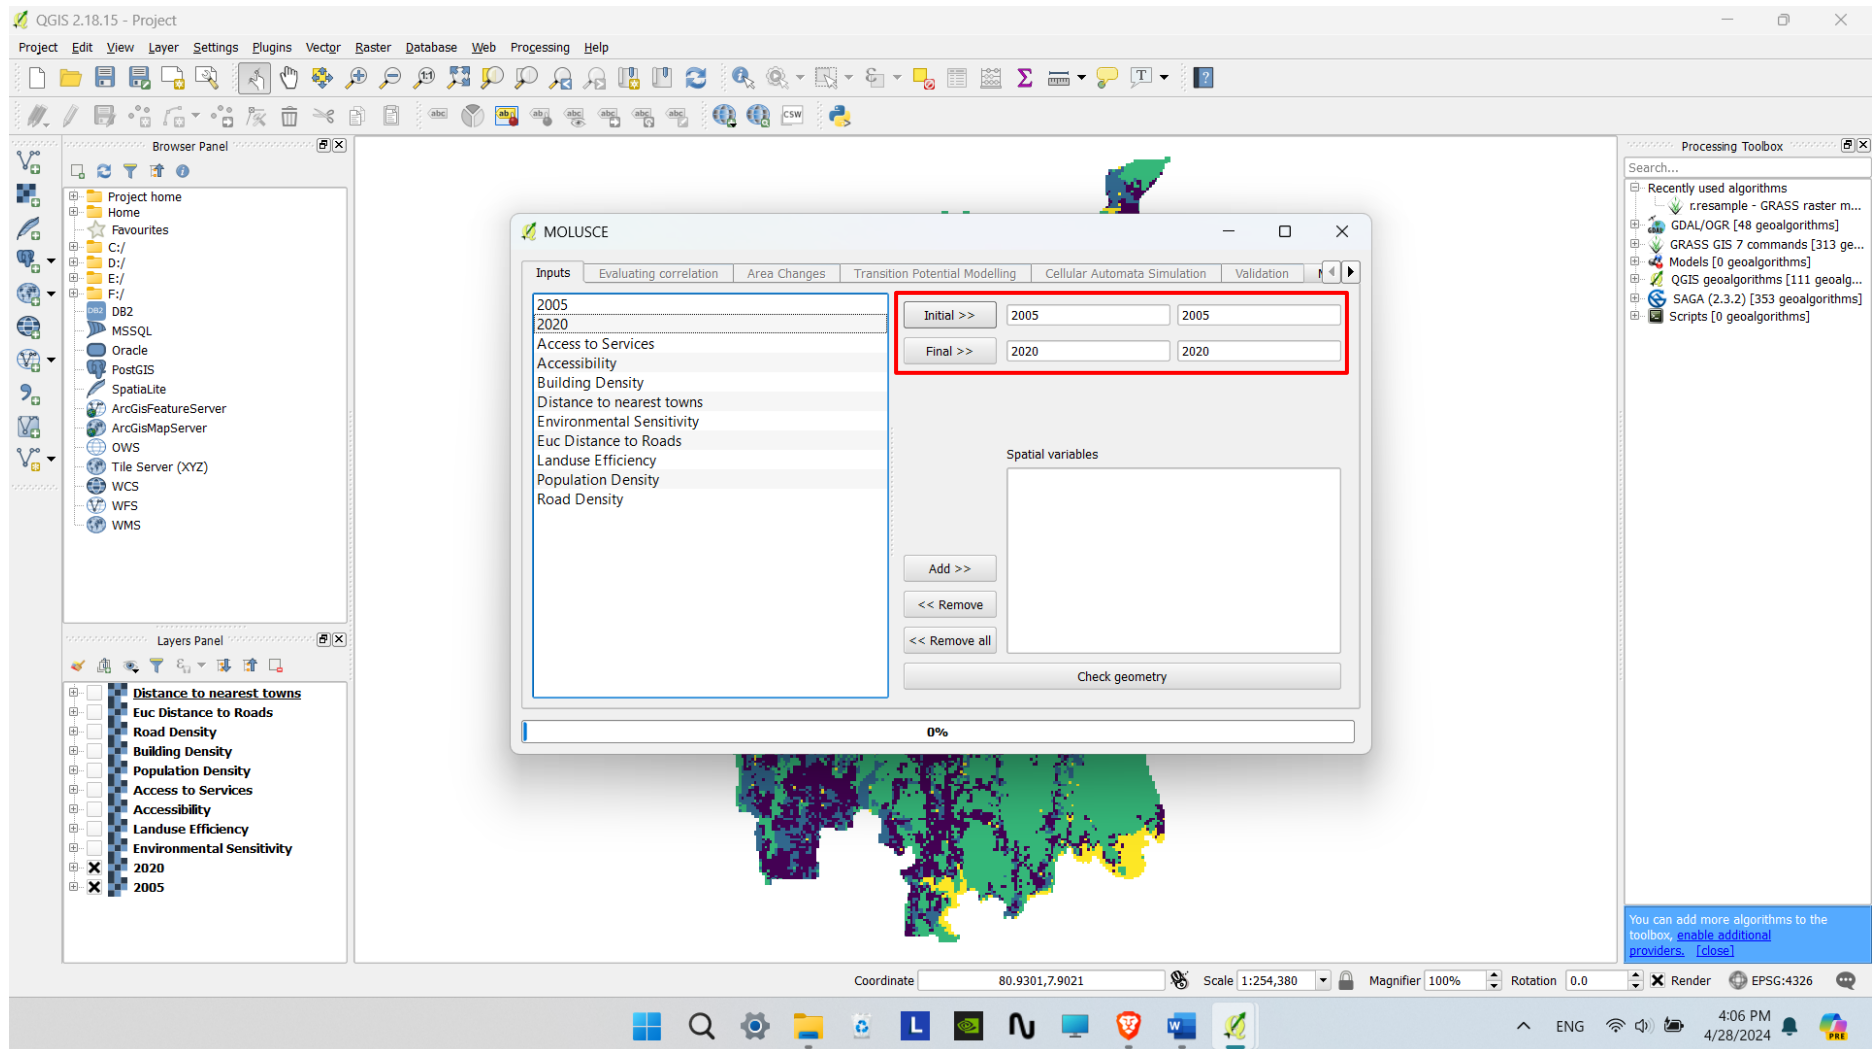 QGIS 2.18.15 - Project
Project Edit View Layer Settings Plugins Vector Raster Database Web Processing Help
Browser Panel
Project home
Home
Favourites
C:/
D:/
E:/
F:/
DB2
MSSQL
Oracle
PostGIS
SpatiaLite
ArcGisFeatureServer
ArcGisMapServer
OWS
Tile Server (XYZ)
WCS
WFS
WMS
Layers Panel
Distance to nearest towns
Euc Distance to Roads
Road Density
Building Density
Population Density
Access to Services
Accessibility
Landuse Efficiency
Environmental Sensitivity
2020
2005
MOLUSCE
Inputs Evaluating correlation Area Changes Transition Potential Modelling Cellular Automata Simulation Validation
2005
2020
Access to Services
Accessibility
Building Density
Distance to nearest towns
Environmental Sensitivity
Euc Distance to Roads
Landuse Efficiency
Population Density
Road Density
Initial >> 2005 2005
Final >> 2020 2020
Spatial variables
Add >>
<< Remove
<< Remove all
Check geometry
0%
Processing Toolbox
Search...
Recently used algorithms
r.resample - GRASS raster m...
GDAL/OGR [48 geoalgorithms]
GRASS GIS 7 commands [313 ge...
Models [0 geoalgorithms]
QGIS geoalgorithms [111 geoalg...
SAGA (2.3.2) [353 geoalgorithms]
Scripts [0 geoalgorithms]
You can add more algorithms to the
toolbox, enable additional
providers. [close]
Coordinate 80.9301,7.9021 Scale 1:254,380 Magnifier 100% Rotation 0.0 Render EPSG:4326
ENG
4:06 PM
4/28/2024